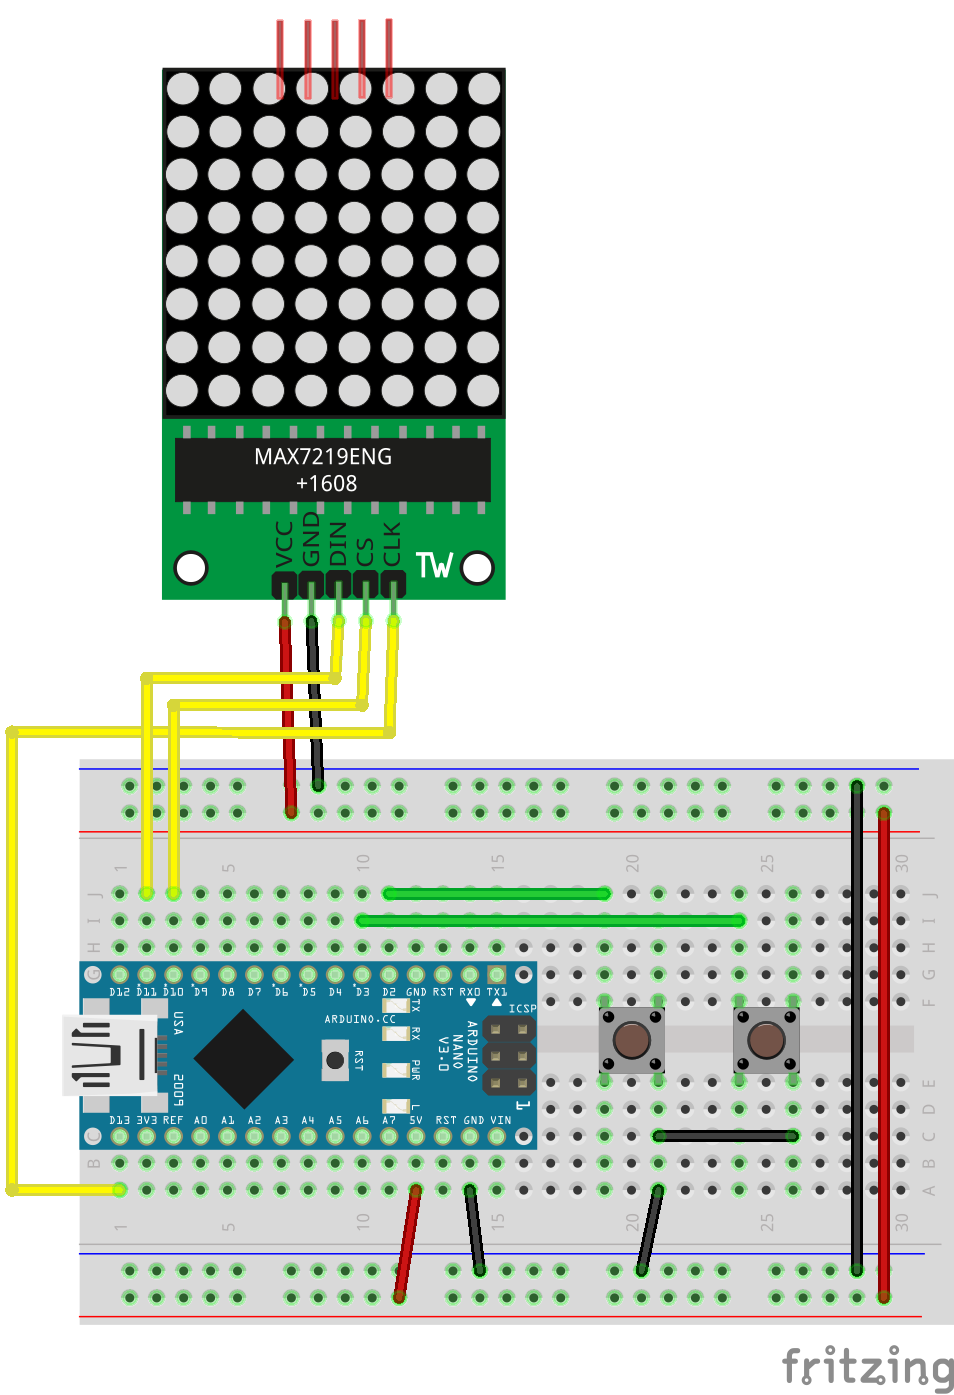 MAX7219ENG
+1608
VCC
GND
DIN
CS
CLK
TW
1
5
10
15
20
25
30
J
J
I
I
H
H
G
G
F
D12 D11 D10 D9 D8 D7 D6 D5 D4 D3 D2 GND RST RX0 TX1
ICSP
TX
RX
PWR
L
USA
2009
ARDUINO.CC
RST
ARDUINO
NANO
V3.0
1
D13 3V3 REF A0 A1 A2 A3 A4 A5 A6 A7 5V RST GND VIN
E
D
C
C
B
B
A
A
1
5
10
15
20
25
30
fritzing